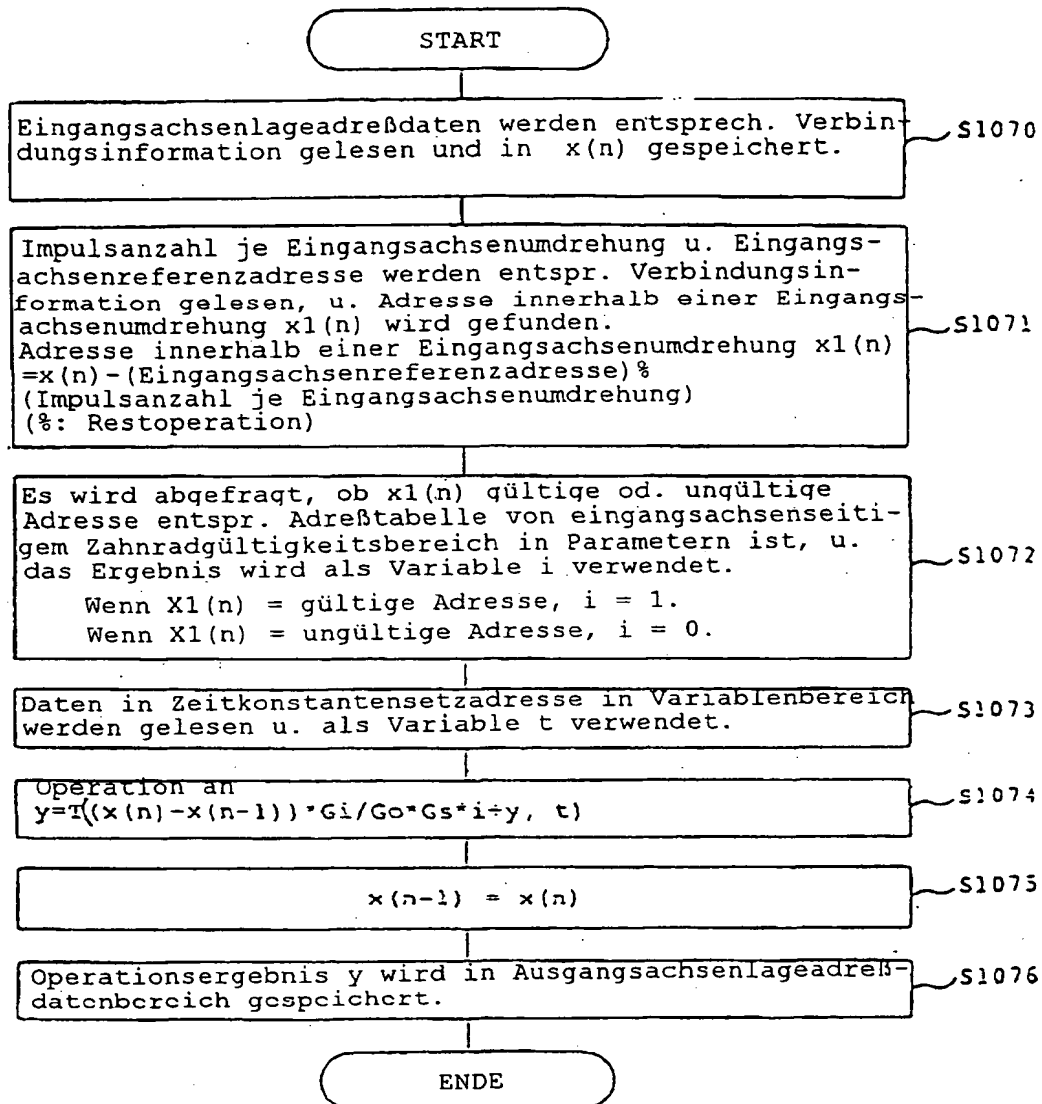 START
Eingangsachsenlageadreßdaten werden entsprech. Verbin-
dungsinformation gelesen und in x(n) gespeichert.
S1070
Impulsanzahl je Eingangsachsenumdrehung u. Eingangs-
achsenreferenzadresse werden entspr. Verbindungsin-
formation gelesen, u. Adresse innerhalb einer Eingangs-
achsenumdrehung x1(n) wird gefunden.
Adresse innerhalb einer Eingangsachsenumdrehung x1(n)
=x(n)-(Eingangsachsenreferenzadresse)%
(Impulsanzahl je Eingangsachsenumdrehung)
(%: Restoperation)
S1071
Es wird abgefragt, ob x1(n) gültige od. ungültige
Adresse entspr. Adreßtabelle von eingangsachsenseiti-
gem Zahnradgültigkeitsbereich in Parametern ist, u.
das Ergebnis wird als Variable i verwendet.
Wenn X1(n) = gültige Adresse, i = 1.
Wenn X1(n) = ungültige Adresse, i = 0.
S1072
Daten in Zeitkonstantensetzadresse in Variablenbereich
werden gelesen u. als Variable t verwendet.
S1073
Operation an
y=T((x(n)-x(n-1))*Gi/Go*Gs*i÷y, t)
S1074
x(n-1) = x(n)
S1075
Operationsergebnis y wird in Ausgangsachsenlageadreß-
datenbereich gespeichert.
S1076
ENDE